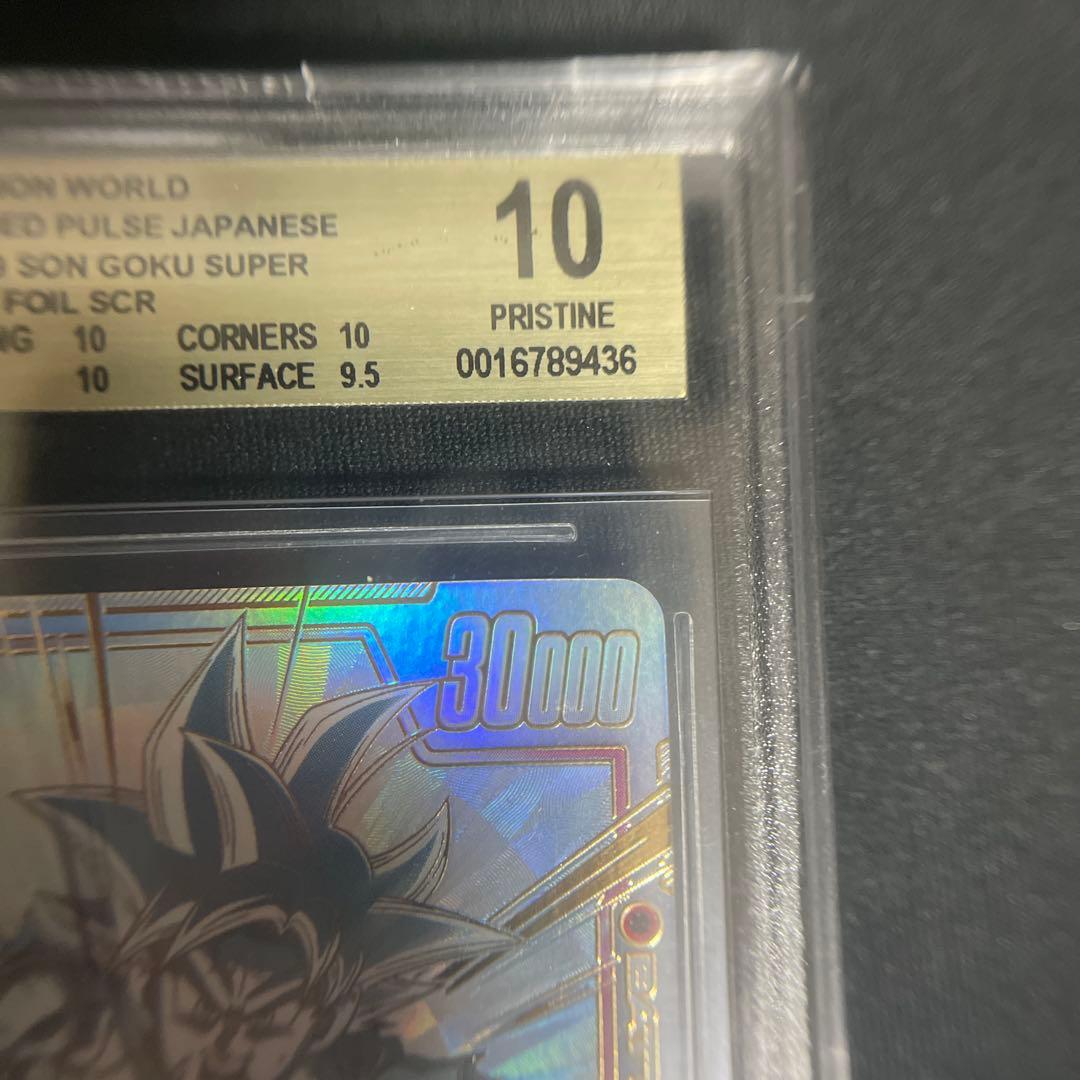 ION WORLD
ED PULSE JAPANESE
SON GOKU SUPER
FOIL SCR
NG 10 CORNERS 10
10 SURFACE 9.5
10
PRISTINE
0016789436
30000